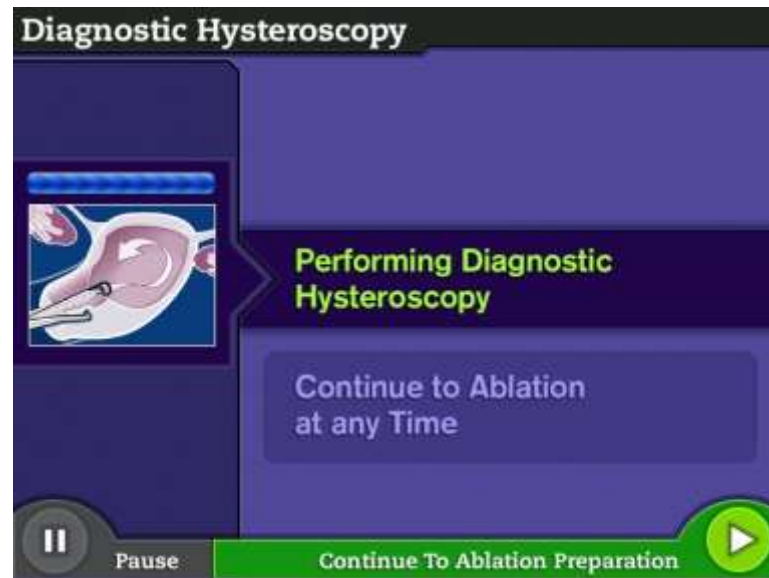 Diagnostic Hysteroscopy
Performing Diagnostic
Hysteroscopy
Continue to Ablation
at any Time
Pause
Continue To Ablation Preparation